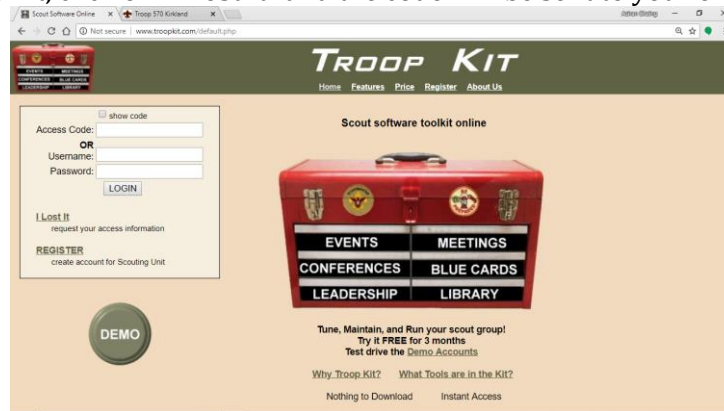 Scout Software Online
Troop 570 Kirkland
Not secure | www.troopkit.com/default.php
EVENTS MEETINGS
CONFERENCES BLUE CARDS
LEADERSHIP LIBRARY
TROOP KIT
Home Features Price Register About Us
show code
Access Code:
OR
Username:
Password:
LOGIN
I Lost It
request your access information
REGISTER
create account for Scouting Unit
DEMO
Scout software toolkit online
EVENTS MEETINGS
CONFERENCES BLUE CARDS
LEADERSHIP LIBRARY
Tune, Maintain, and Run your scout group!
Try it FREE for 3 months
Test drive the Demo Accounts
Why Troop Kit? What Tools are in the Kit?
Nothing to Download Instant Access